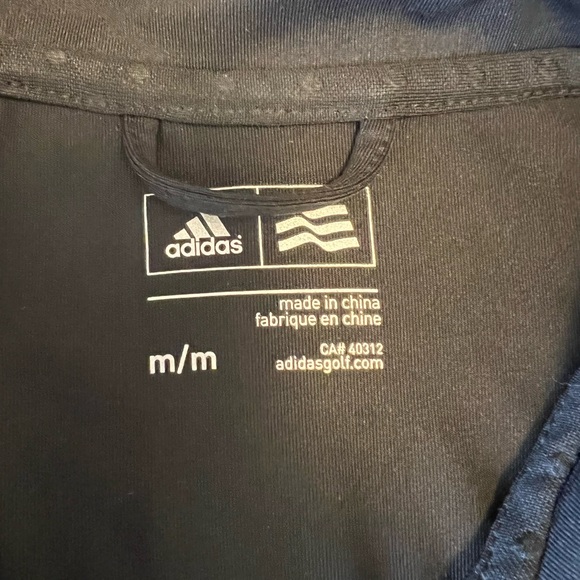 adidas
made in china
fabrique en chine
m/m
CA# 40312
adidasgolf.com